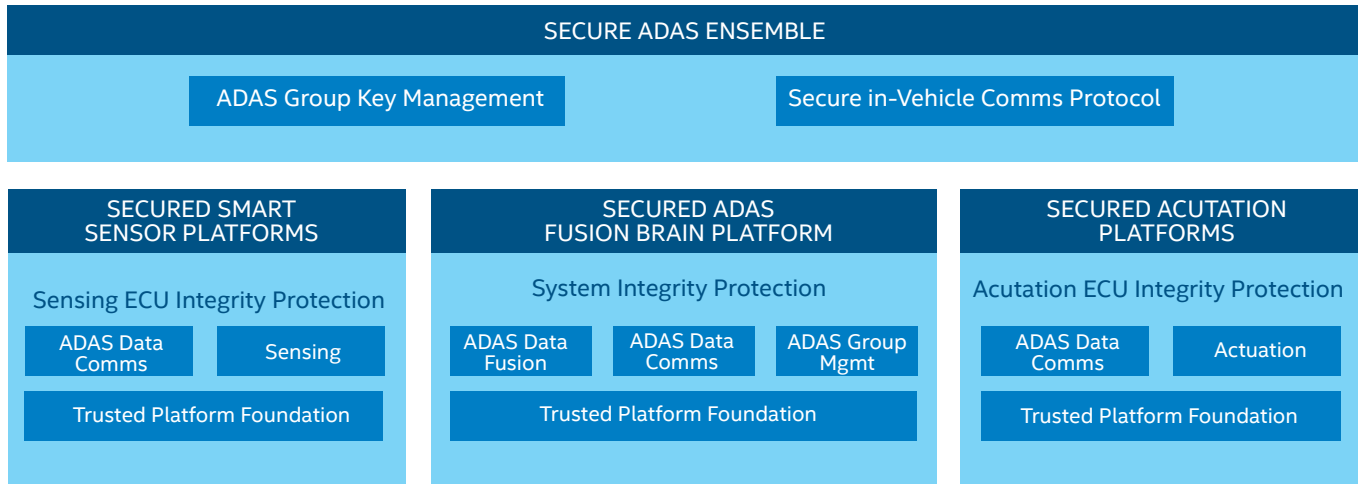 SECURE ADAS ENSEMBLE
ADAS Group Key Management
Secure in-Vehicle Comms Protocol
SECURED SMART
SENSOR PLATFORMS
Sensing ECU Integrity Protection
ADAS Data
Comms
Sensing
Trusted Platform Foundation
SECURED ADAS
FUSION BRAIN PLATFORM
System Integrity Protection
ADAS Data
Fusion
ADAS Data
Comms
ADAS Group
Mgmt
Trusted Platform Foundation
SECURED ACUTATION
PLATFORMS
Acutation ECU Integrity Protection
ADAS Data
Comms
Actuation
Trusted Platform Foundation